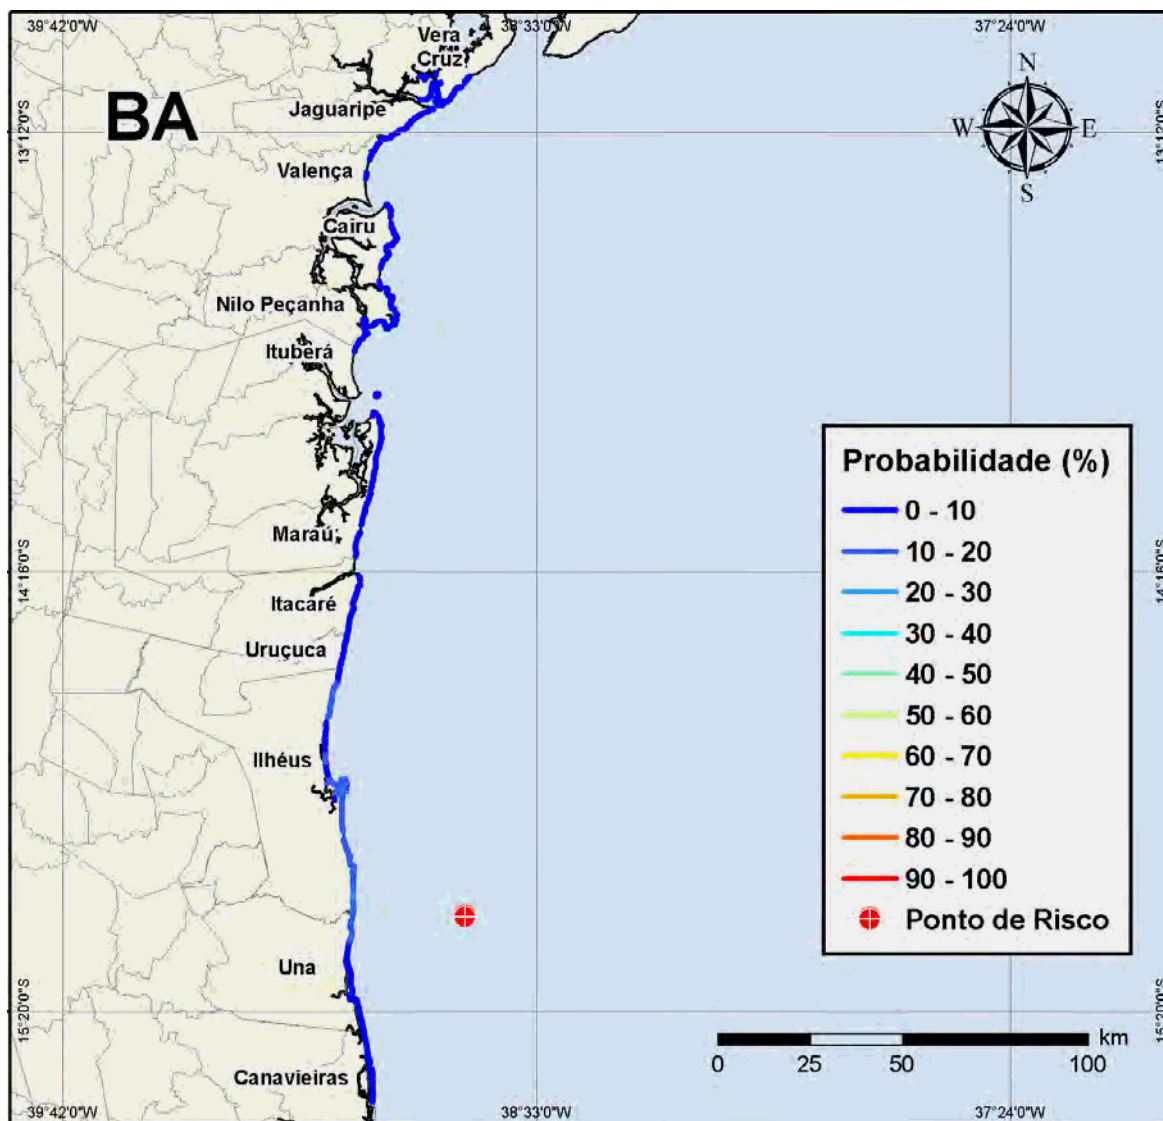 39°42'0"W 38°33'0"W 37°24'0"W
Vera
Cruz
N
BA
Jaguaripe
W E
13°12'0"S 13°12'0"S
Valença
S
Cairu
Nilo Peçanha
Ituberá
Probabilidade (%)
0 - 10
10 - 20
Maraú
20 - 30
14°16'0"S 14°16'0"S
Itacaré
30 - 40
Uruçuca
40 - 50
50 - 60
Ilhéus
60 - 70
70 - 80
80 - 90
90 - 100
Ponto de Risco
Una
15°20'0"S 15°20'0"S
km
0 25 50 100
Canavieiras
39°42'0"W 38°33'0"W 37°24'0"W